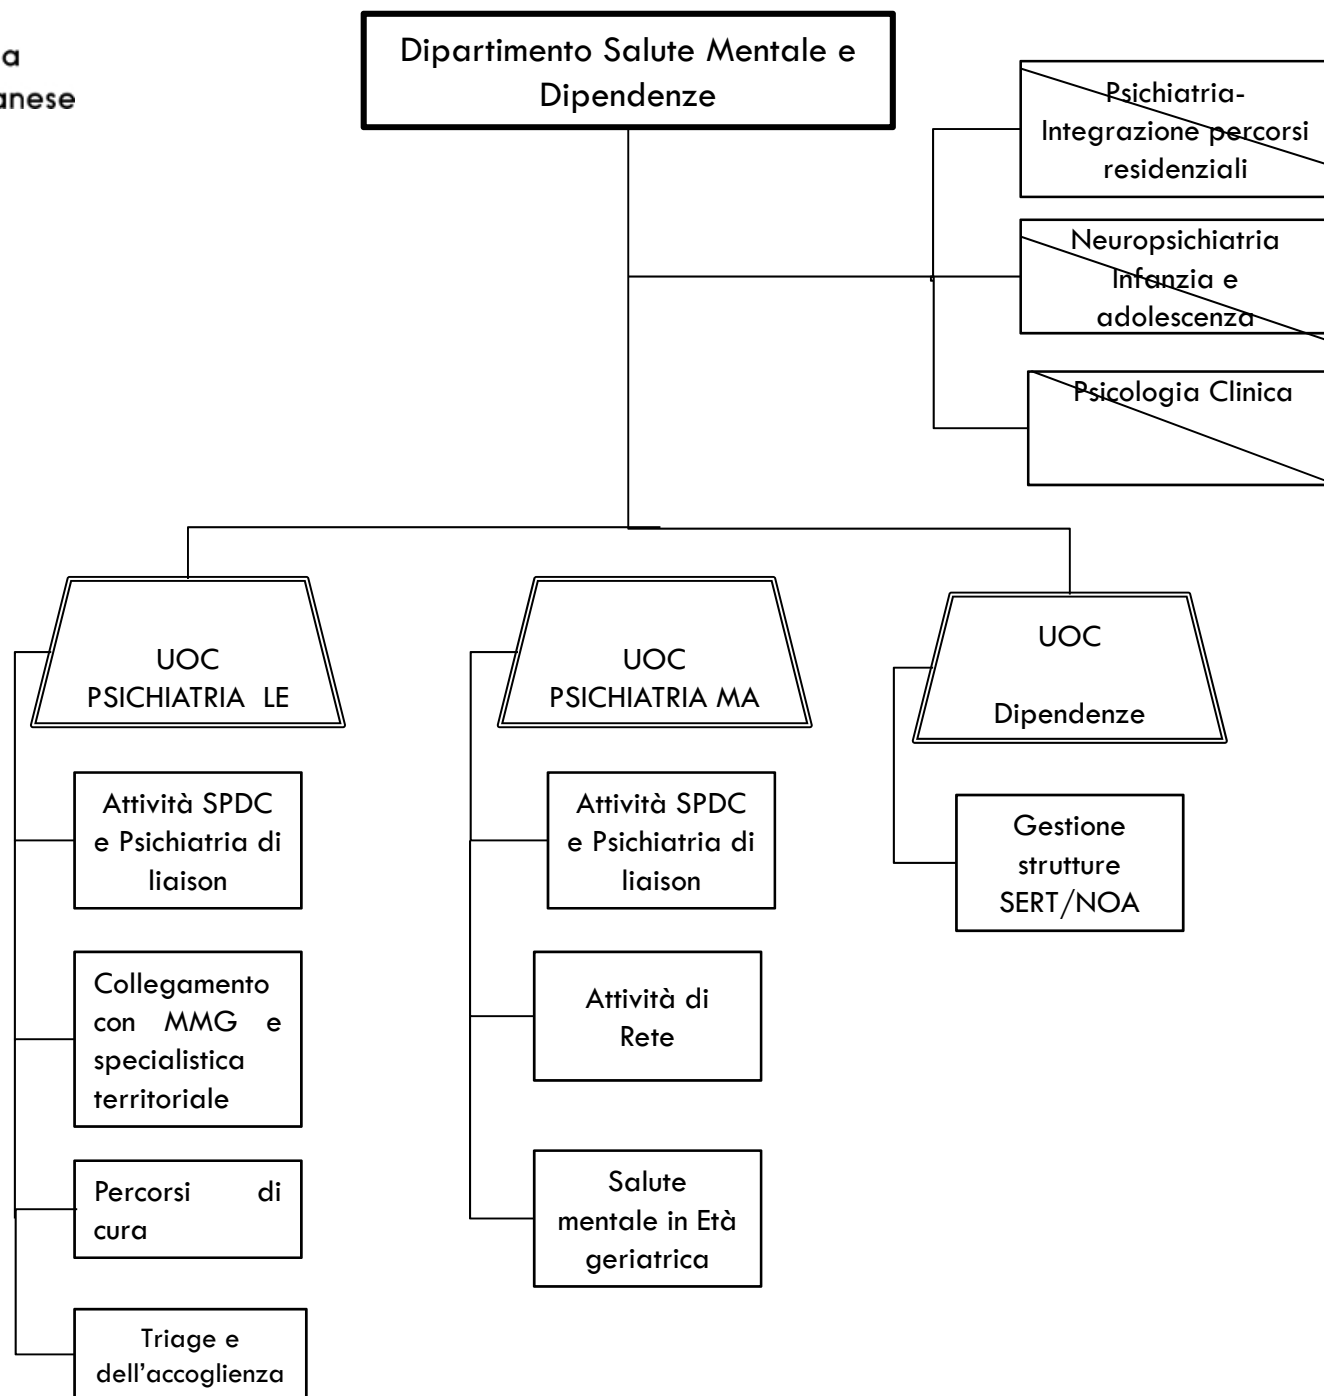 a
anese
Dipartimento Salute Mentale e
Dipendenze
Psichiatria-
Integrazione percorsi
residenziali
Neuropsichiatria
Infanzia e
adolescenza
Psicologia Clinica
UOC
PSICHIATRIA LE
Attività SPDC
e Psichiatria di
liaison
Collegamento
con MMG e
specialistica
territoriale
Percorsi di
cura
Triage e
dell'accoglienza
UOC
PSICHIATRIA MA
Attività SPDC
e Psichiatria di
liaison
Attività di
Rete
Salute
mentale in Età
geriatrica
UOC
Dipendenze
Gestione
strutture
SERT/NOA